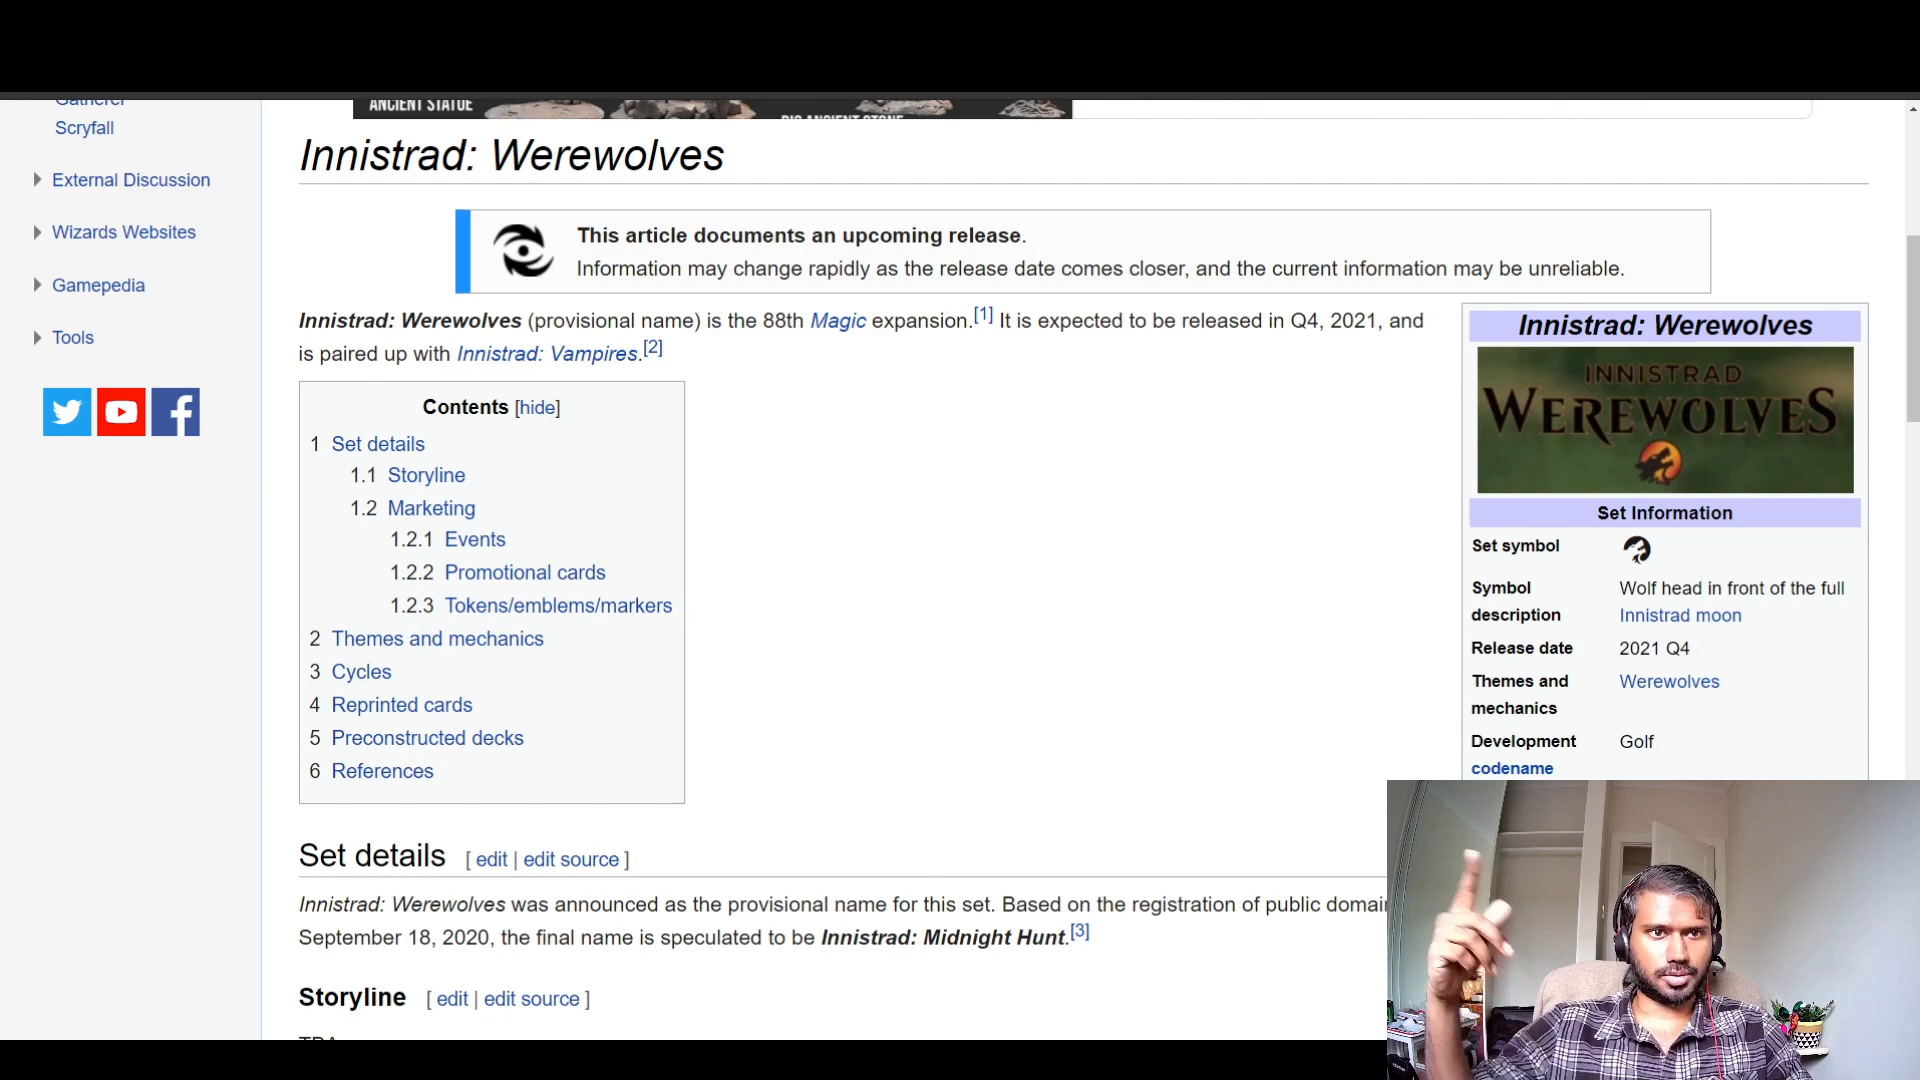 ANCIENT STATUE
BIG ANCIENT STONE
Gatherer
Scryfall
External Discussion
Wizards Websites
Gamepedia
Tools
Innistrad: Werewolves
This article documents an upcoming release.
Information may change rapidly as the release date comes closer, and the current information may be unreliable.
Innistrad: Werewolves (provisional name) is the 88th Magic expansion.[1] It is expected to be released in Q4, 2021, and
is paired up with Innistrad: Vampires.[2]
Contents [hide]
1 Set details
1.1 Storyline
1.2 Marketing
1.2.1 Events
1.2.2 Promotional cards
1.2.3 Tokens/emblems/markers
2 Themes and mechanics
3 Cycles
4 Reprinted cards
5 Preconstructed decks
6 References
Innistrad: Werewolves
INNISTRAD
WEREWOLVES
Set Information
Set symbol
Symbol description Wolf head in front of the full Innistrad moon
Release date 2021 Q4
Themes and mechanics Werewolves
Development codename Golf
Set details [ edit | edit source ]
Innistrad: Werewolves was announced as the provisional name for this set. Based on the registration of public domain
September 18, 2020, the final name is speculated to be Innistrad: Midnight Hunt.[3]
Storyline [ edit | edit source ]